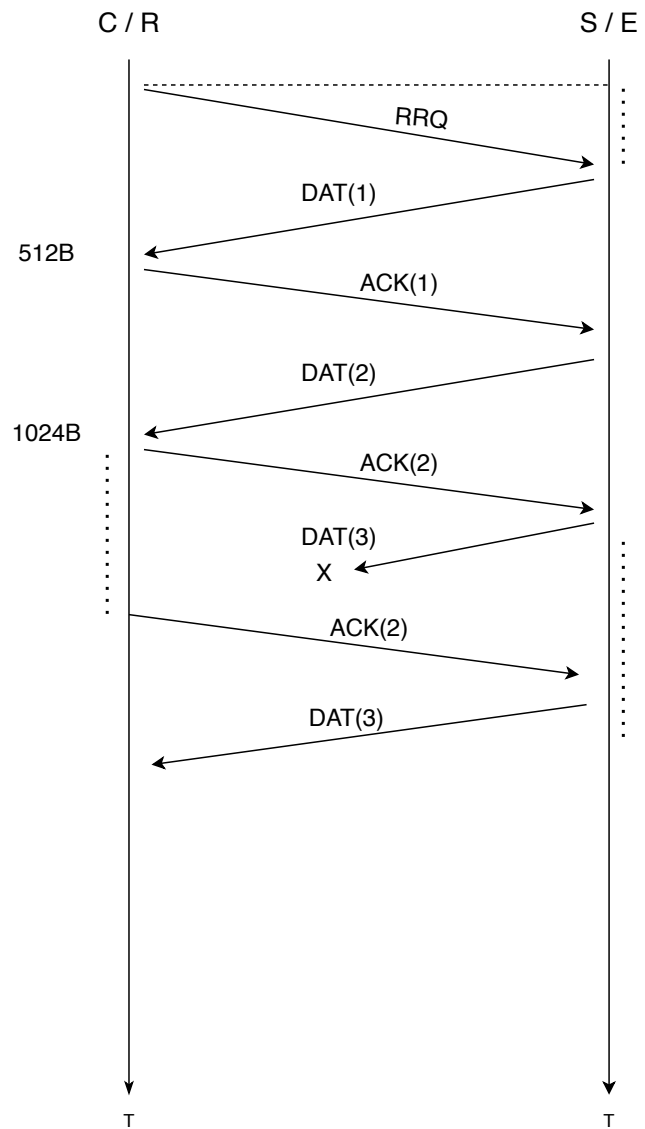 C / R
S / E
RRQ
DAT(1)
512B
ACK(1)
DAT(2)
1024B
ACK(2)
DAT(3)
X
ACK(2)
DAT(3)
T
T